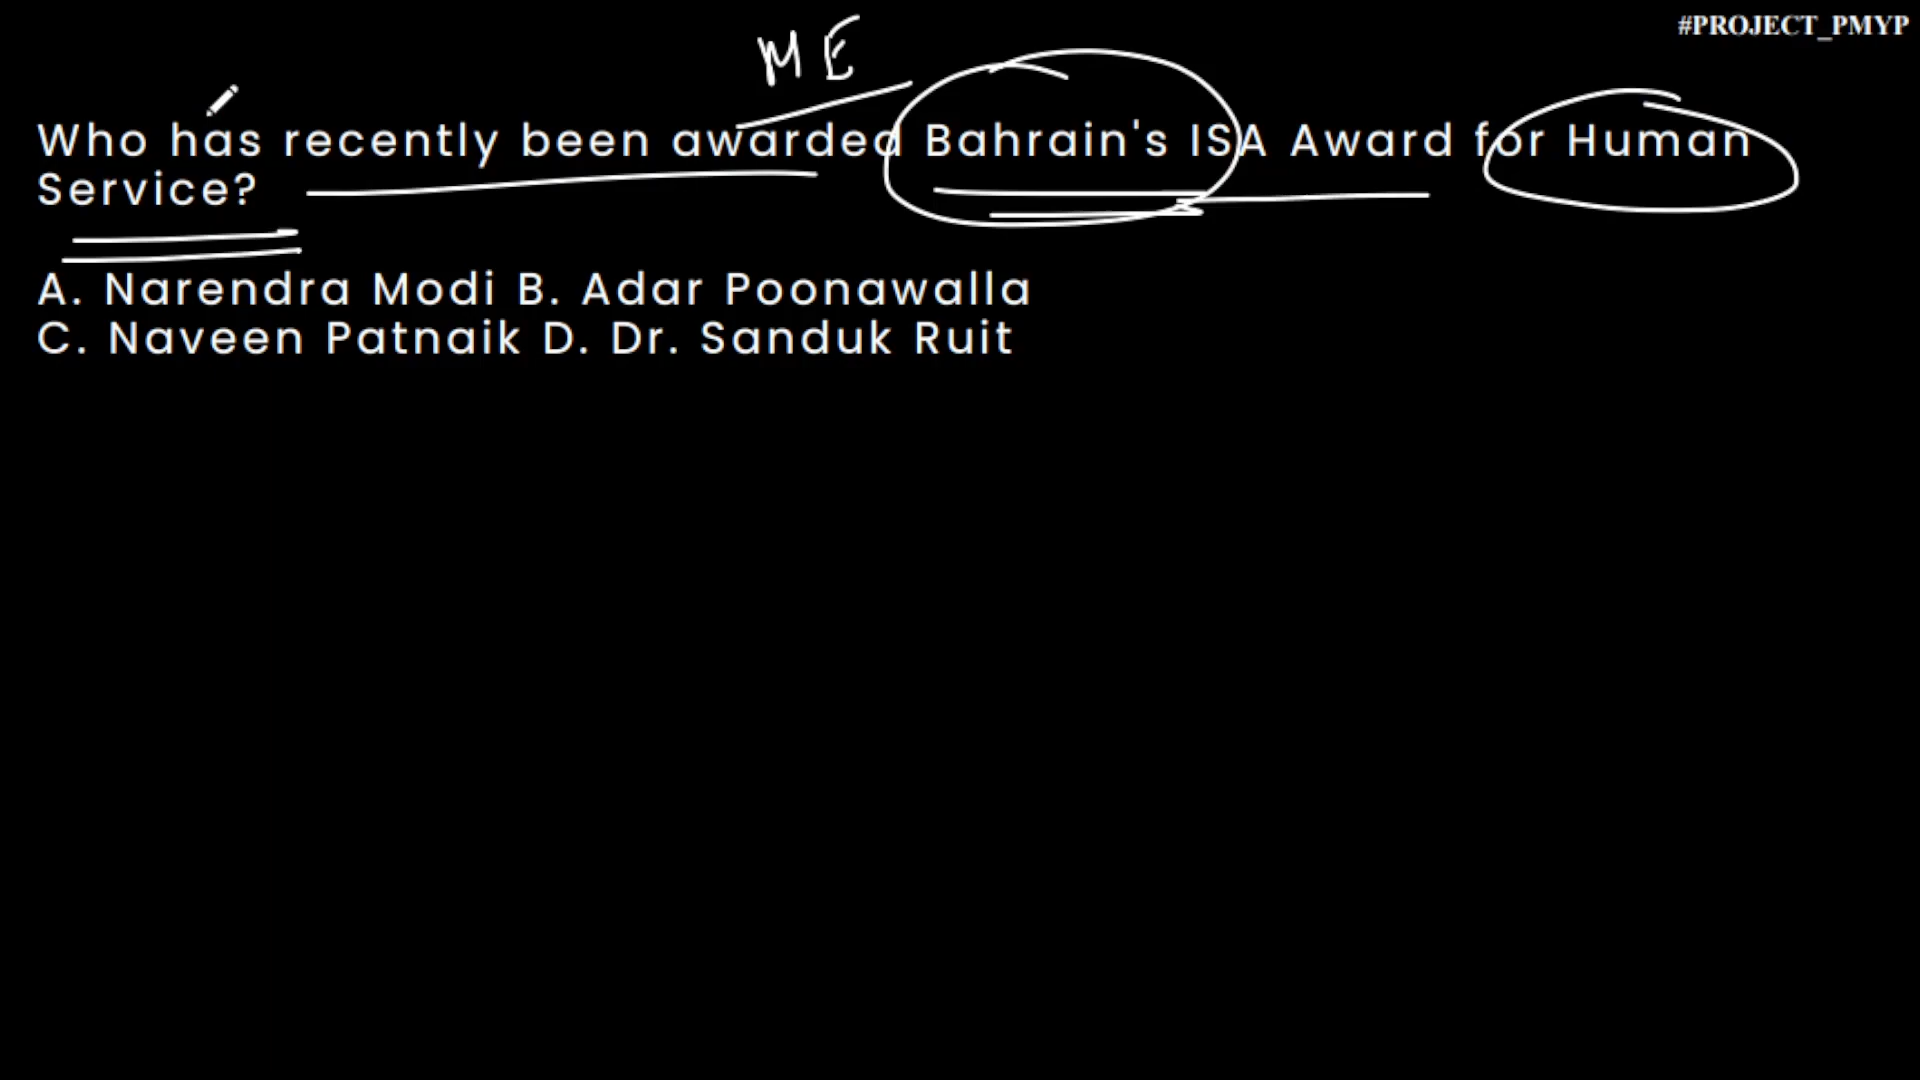 #PROJECT_PMYP
ME
Who has recently been awarded Bahrain's ISA Award for Human
Service?
A. Narendra Modi B. Adar Poonawalla
C. Naveen Patnaik D. Dr. Sanduk Ruit